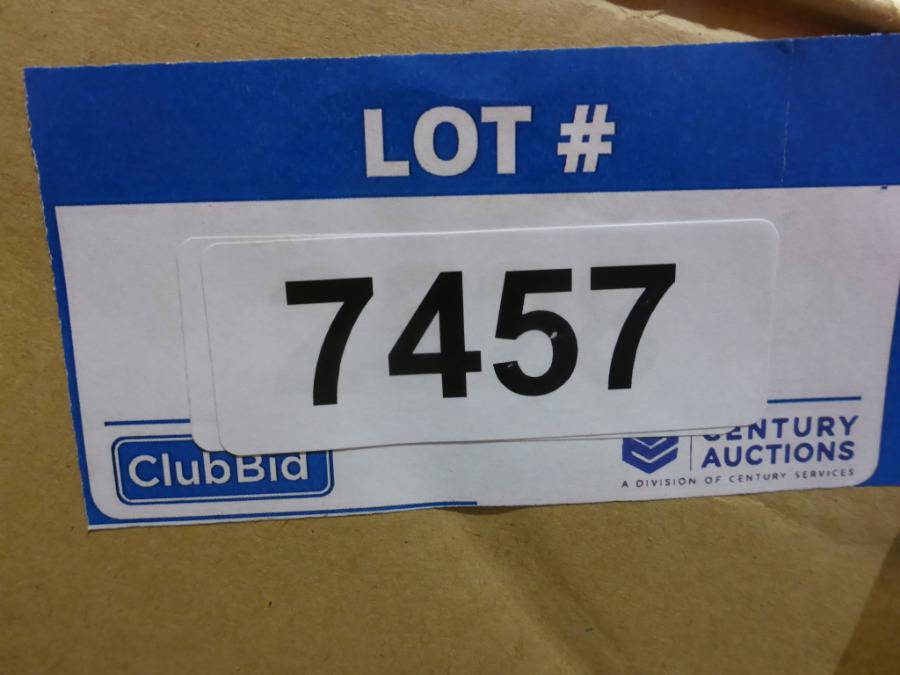 LOT #
7457
ClubBid
CENTURY
AUCTIONS
A DIVISION OF CENTURY SERVICES